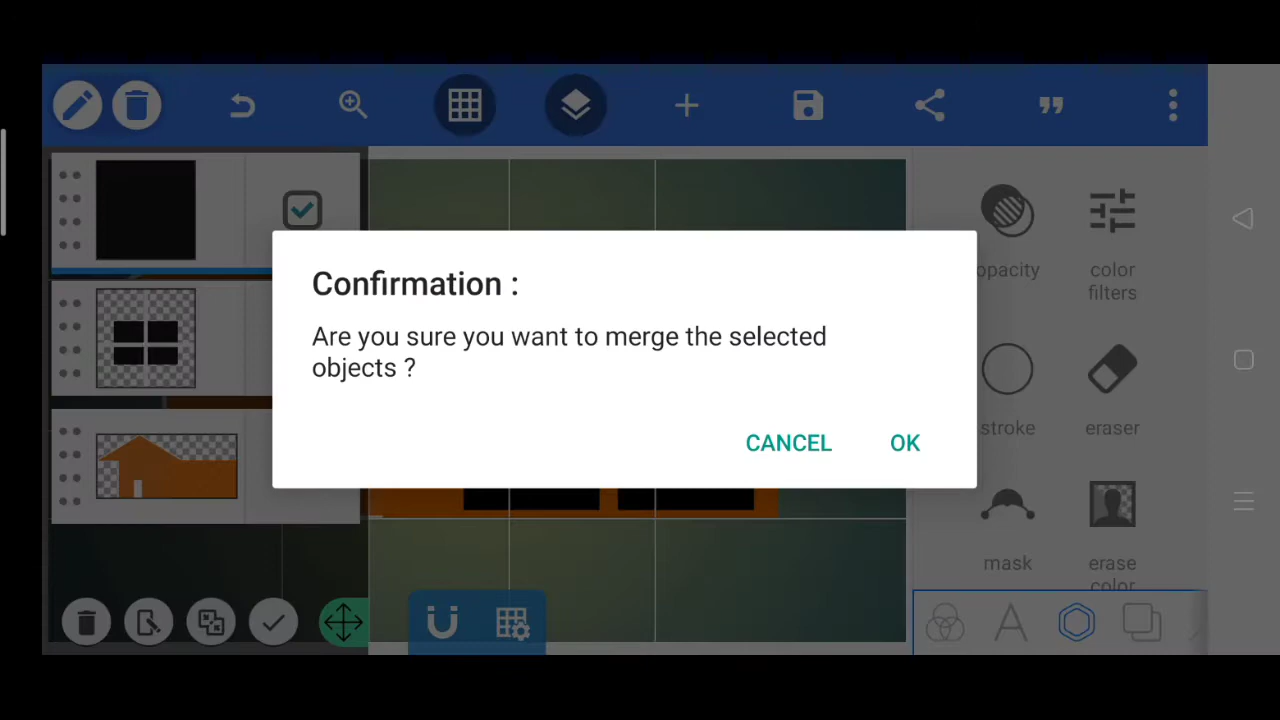 Confirmation :
Are you sure you want to merge the selected
objects ?
CANCEL OK
opacity
color
filters
stroke
eraser
mask
erase
color